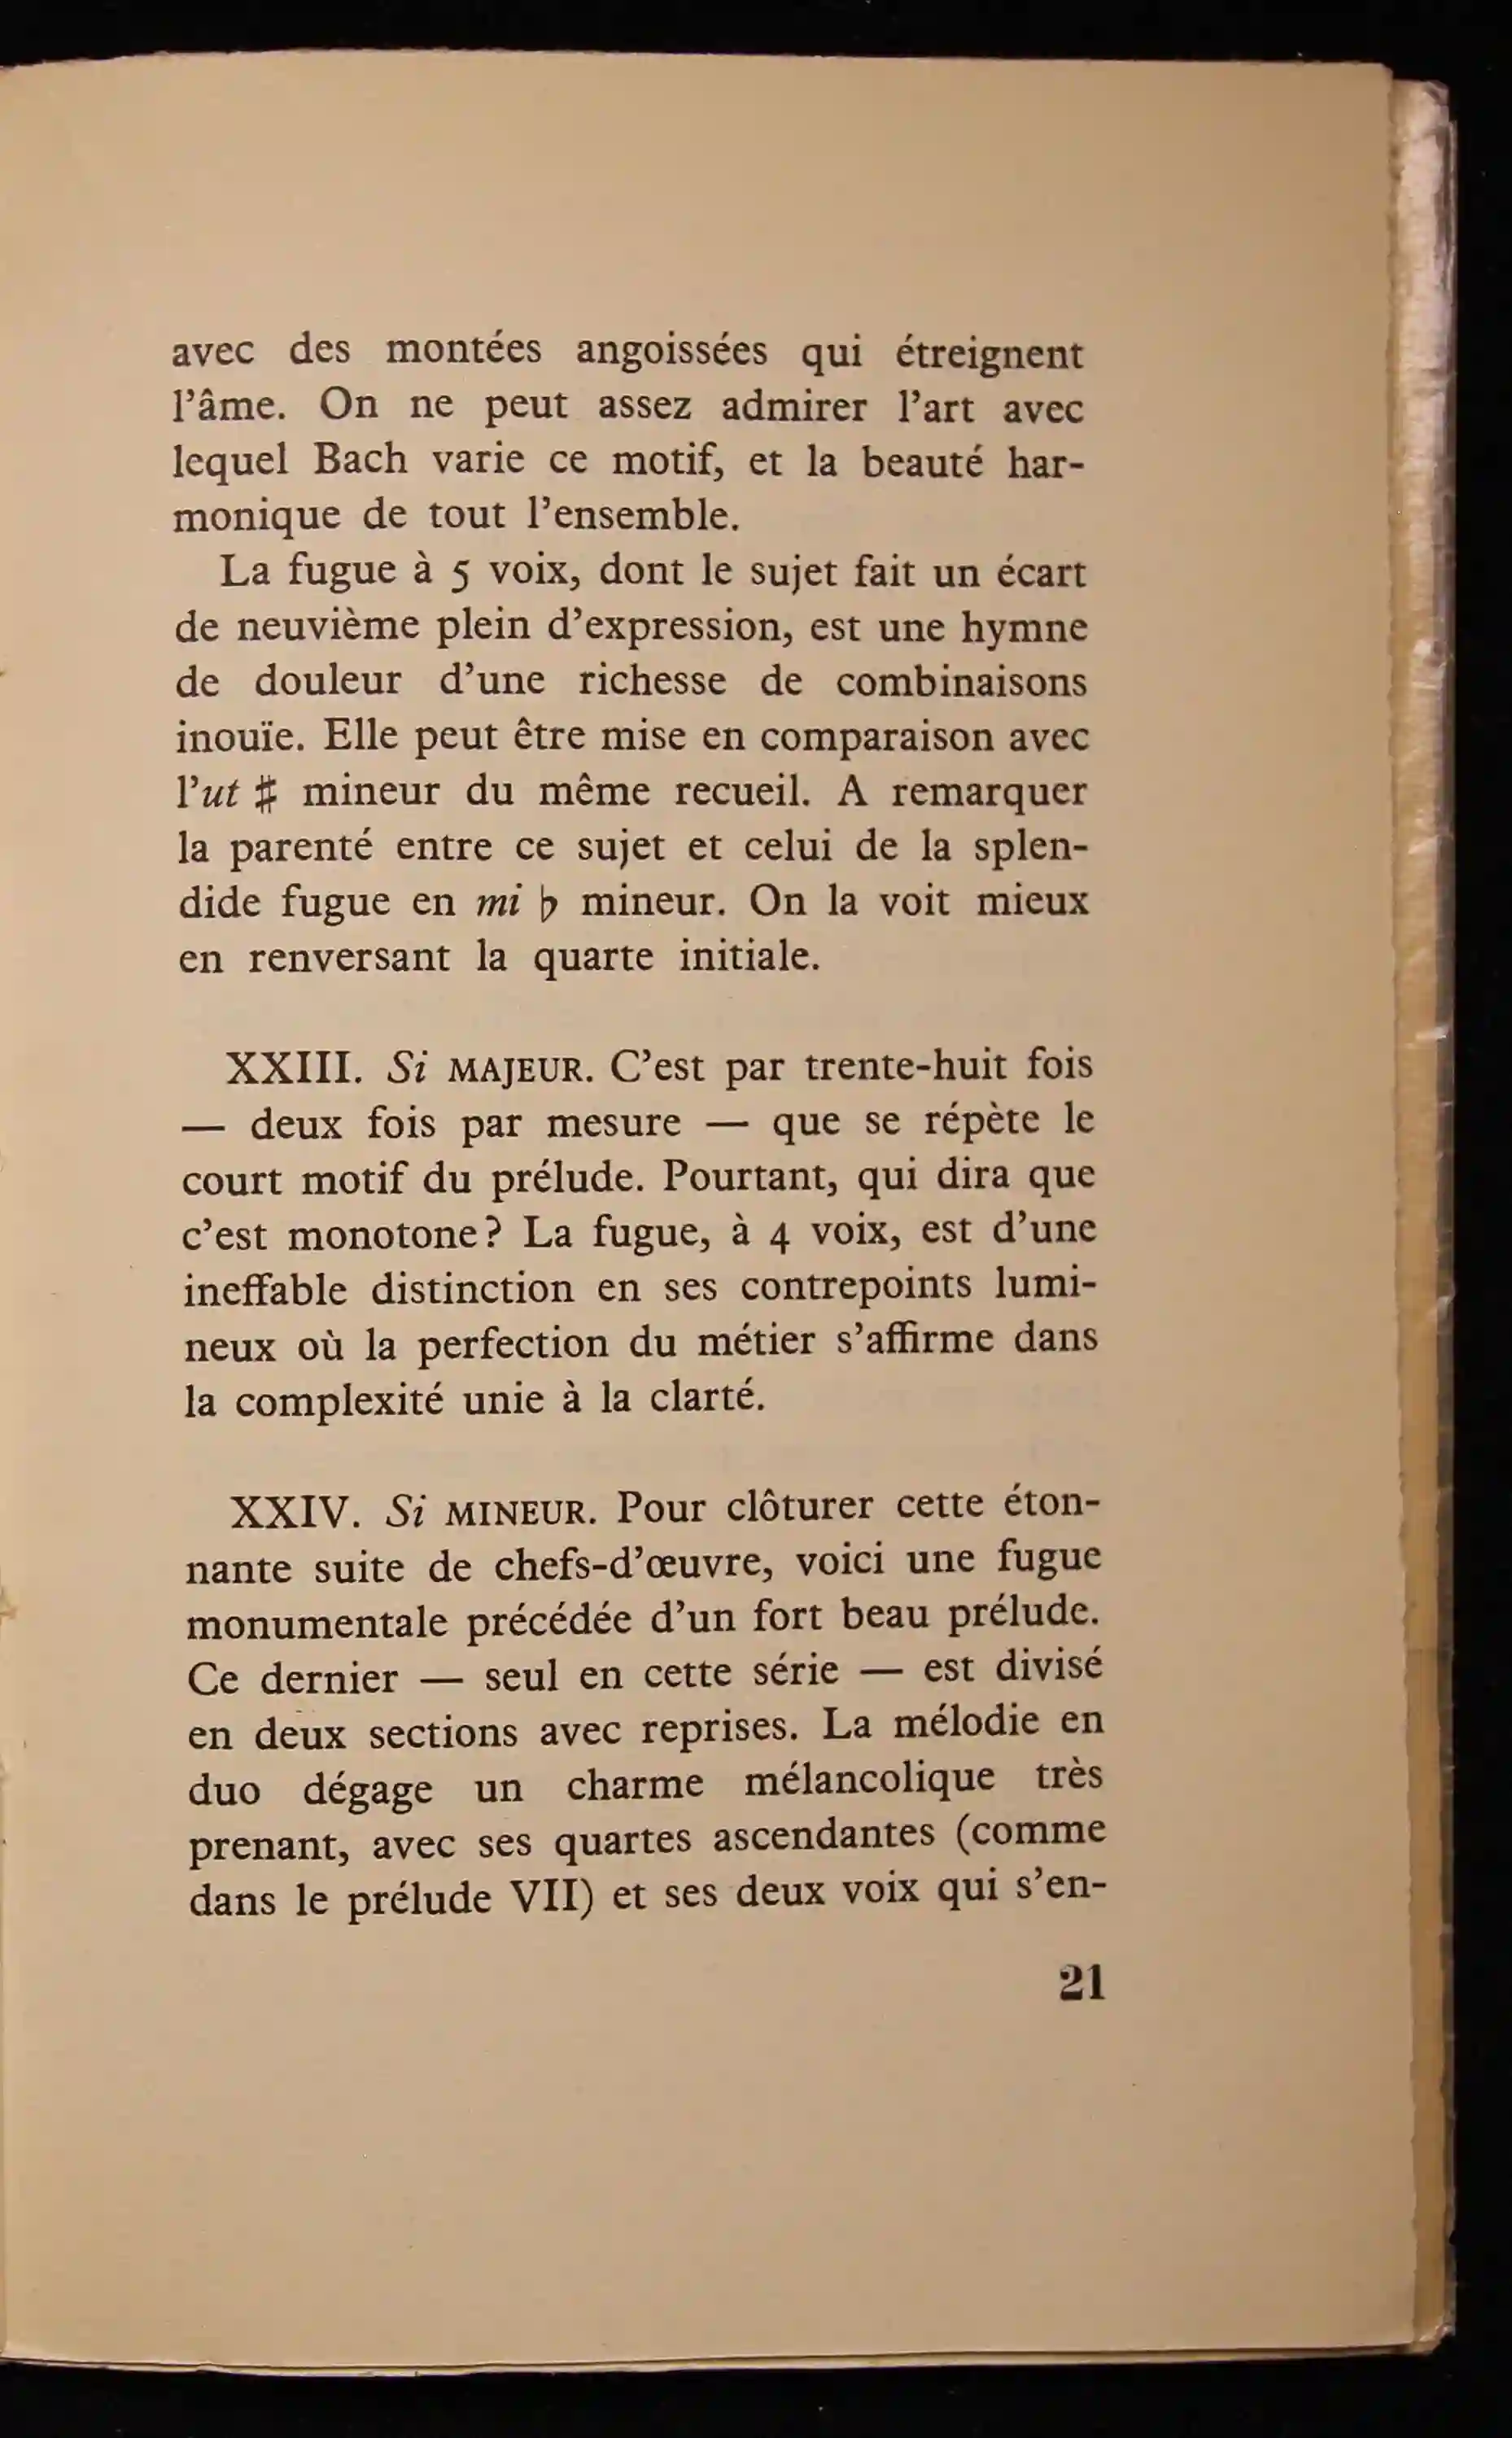 avec des montées angoissées qui étreignent
l’âme. On ne peut assez admirer l’art avec
lequel Bach varie ce motif, et la beauté har-
monique de tout l’ensemble.
La fugue à 5 voix, dont le sujet fait un écart
de neuvième plein d’expression, est une hymne
de douleur d’une richesse de combinaisons
inouïe. Elle peut être mise en comparaison avec
l’ut ♯ mineur du même recueil. A remarquer
la parenté entre ce sujet et celui de la splen-
dide fugue en mi ♭ mineur. On la voit mieux
en renversant la quarte initiale.
XXIII. Si MAJEUR. C’est par trente-huit fois
— deux fois par mesure — que se répète le
court motif du prélude. Pourtant, qui dira que
c’est monotone? La fugue, à 4 voix, est d’une
ineffable distinction en ses contrepoints lumi-
neux où la perfection du métier s’affirme dans
la complexité unie à la clarté.
XXIV. Si MINEUR. Pour clôturer cette éton-
nante suite de chefs-d’œuvre, voici une fugue
monumentale précédée d’un fort beau prélude.
Ce dernier — seul en cette série — est divisé
en deux sections avec reprises. La mélodie en
duo dégage un charme mélancolique très
prenant, avec ses quartes ascendantes (comme
dans le prélude VII) et ses deux voix qui s’en-
21